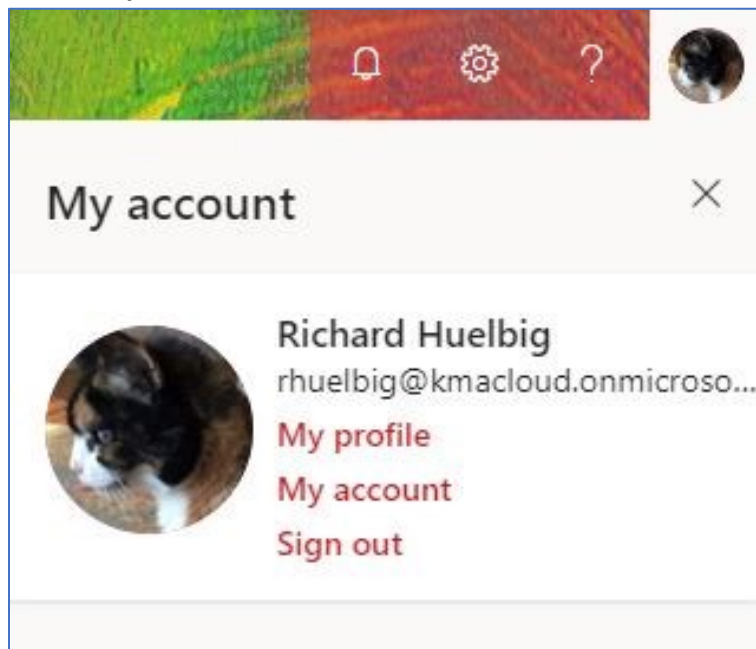 ?
My account
Richard Huelbig
rhuelbig@kmacloud.onmicroso...
My profile
My account
Sign out